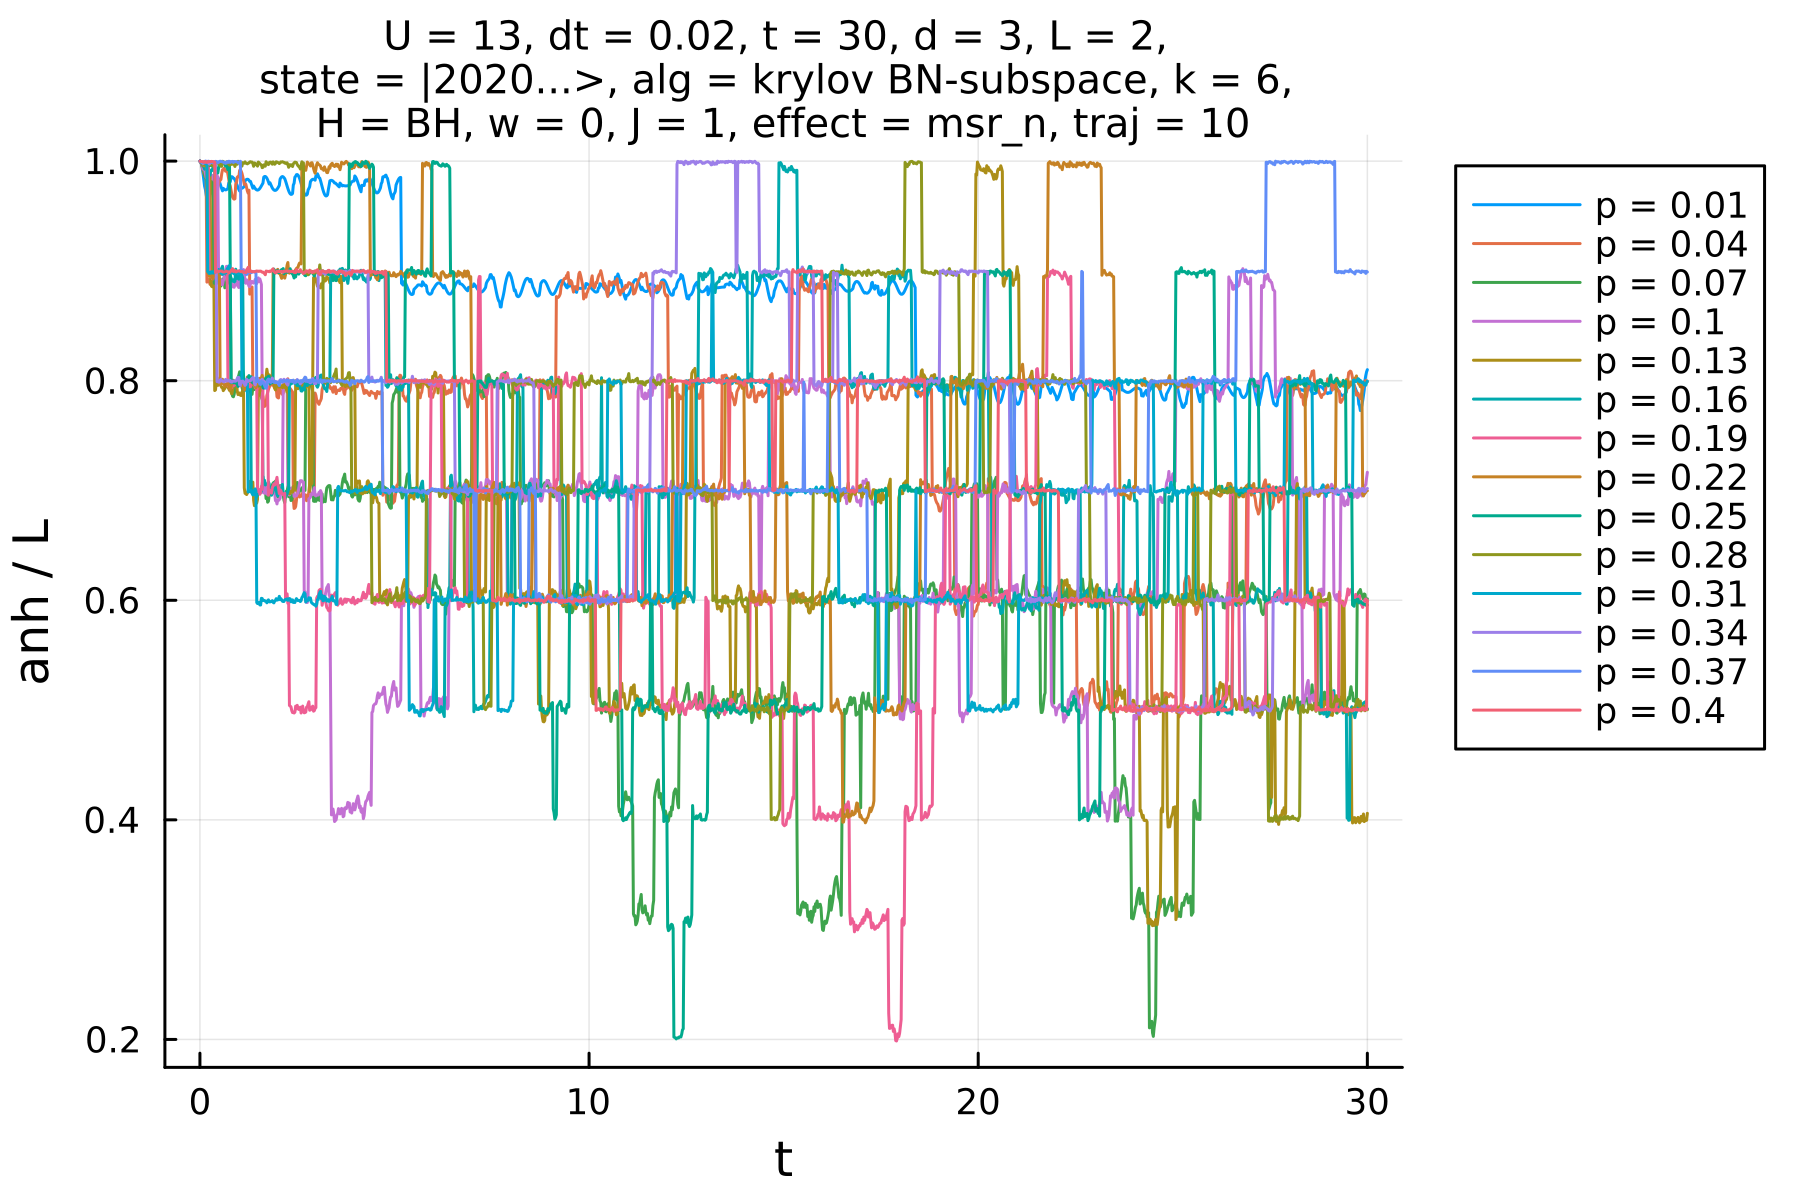 U = 13, dt = 0.02, t = 30, d = 3, L = 2,
state = |2020...>, alg = krylov BN-subspace, k = 6,
H = BH, w = 0, J = 1, effect = msr_n, traj = 10
anh / L
1.0
0.8
0.6
0.4
0.2
0
10
20
30
t
p = 0.01
p = 0.04
p = 0.07
p = 0.1
p = 0.13
p = 0.16
p = 0.19
p = 0.22
p = 0.25
p = 0.28
p = 0.31
p = 0.34
p = 0.37
p = 0.4